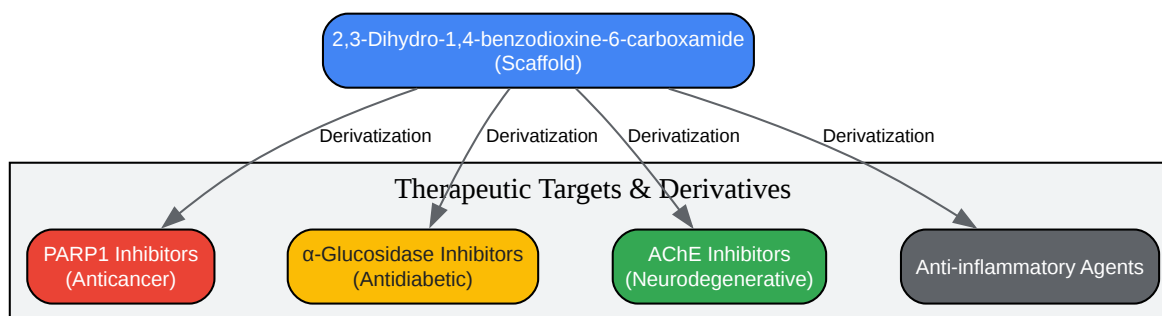 2,3-Dihydro-1,4-benzodioxine-6-carboxamide
(Scaffold)
Derivatization
Derivatization
Derivatization
Derivatization
Therapeutic Targets & Derivatives
PARP1 Inhibitors
(Anticancer)
α-Glucosidase Inhibitors
(Antidiabetic)
AChE Inhibitors
(Neurodegenerative)
Anti-inflammatory Agents